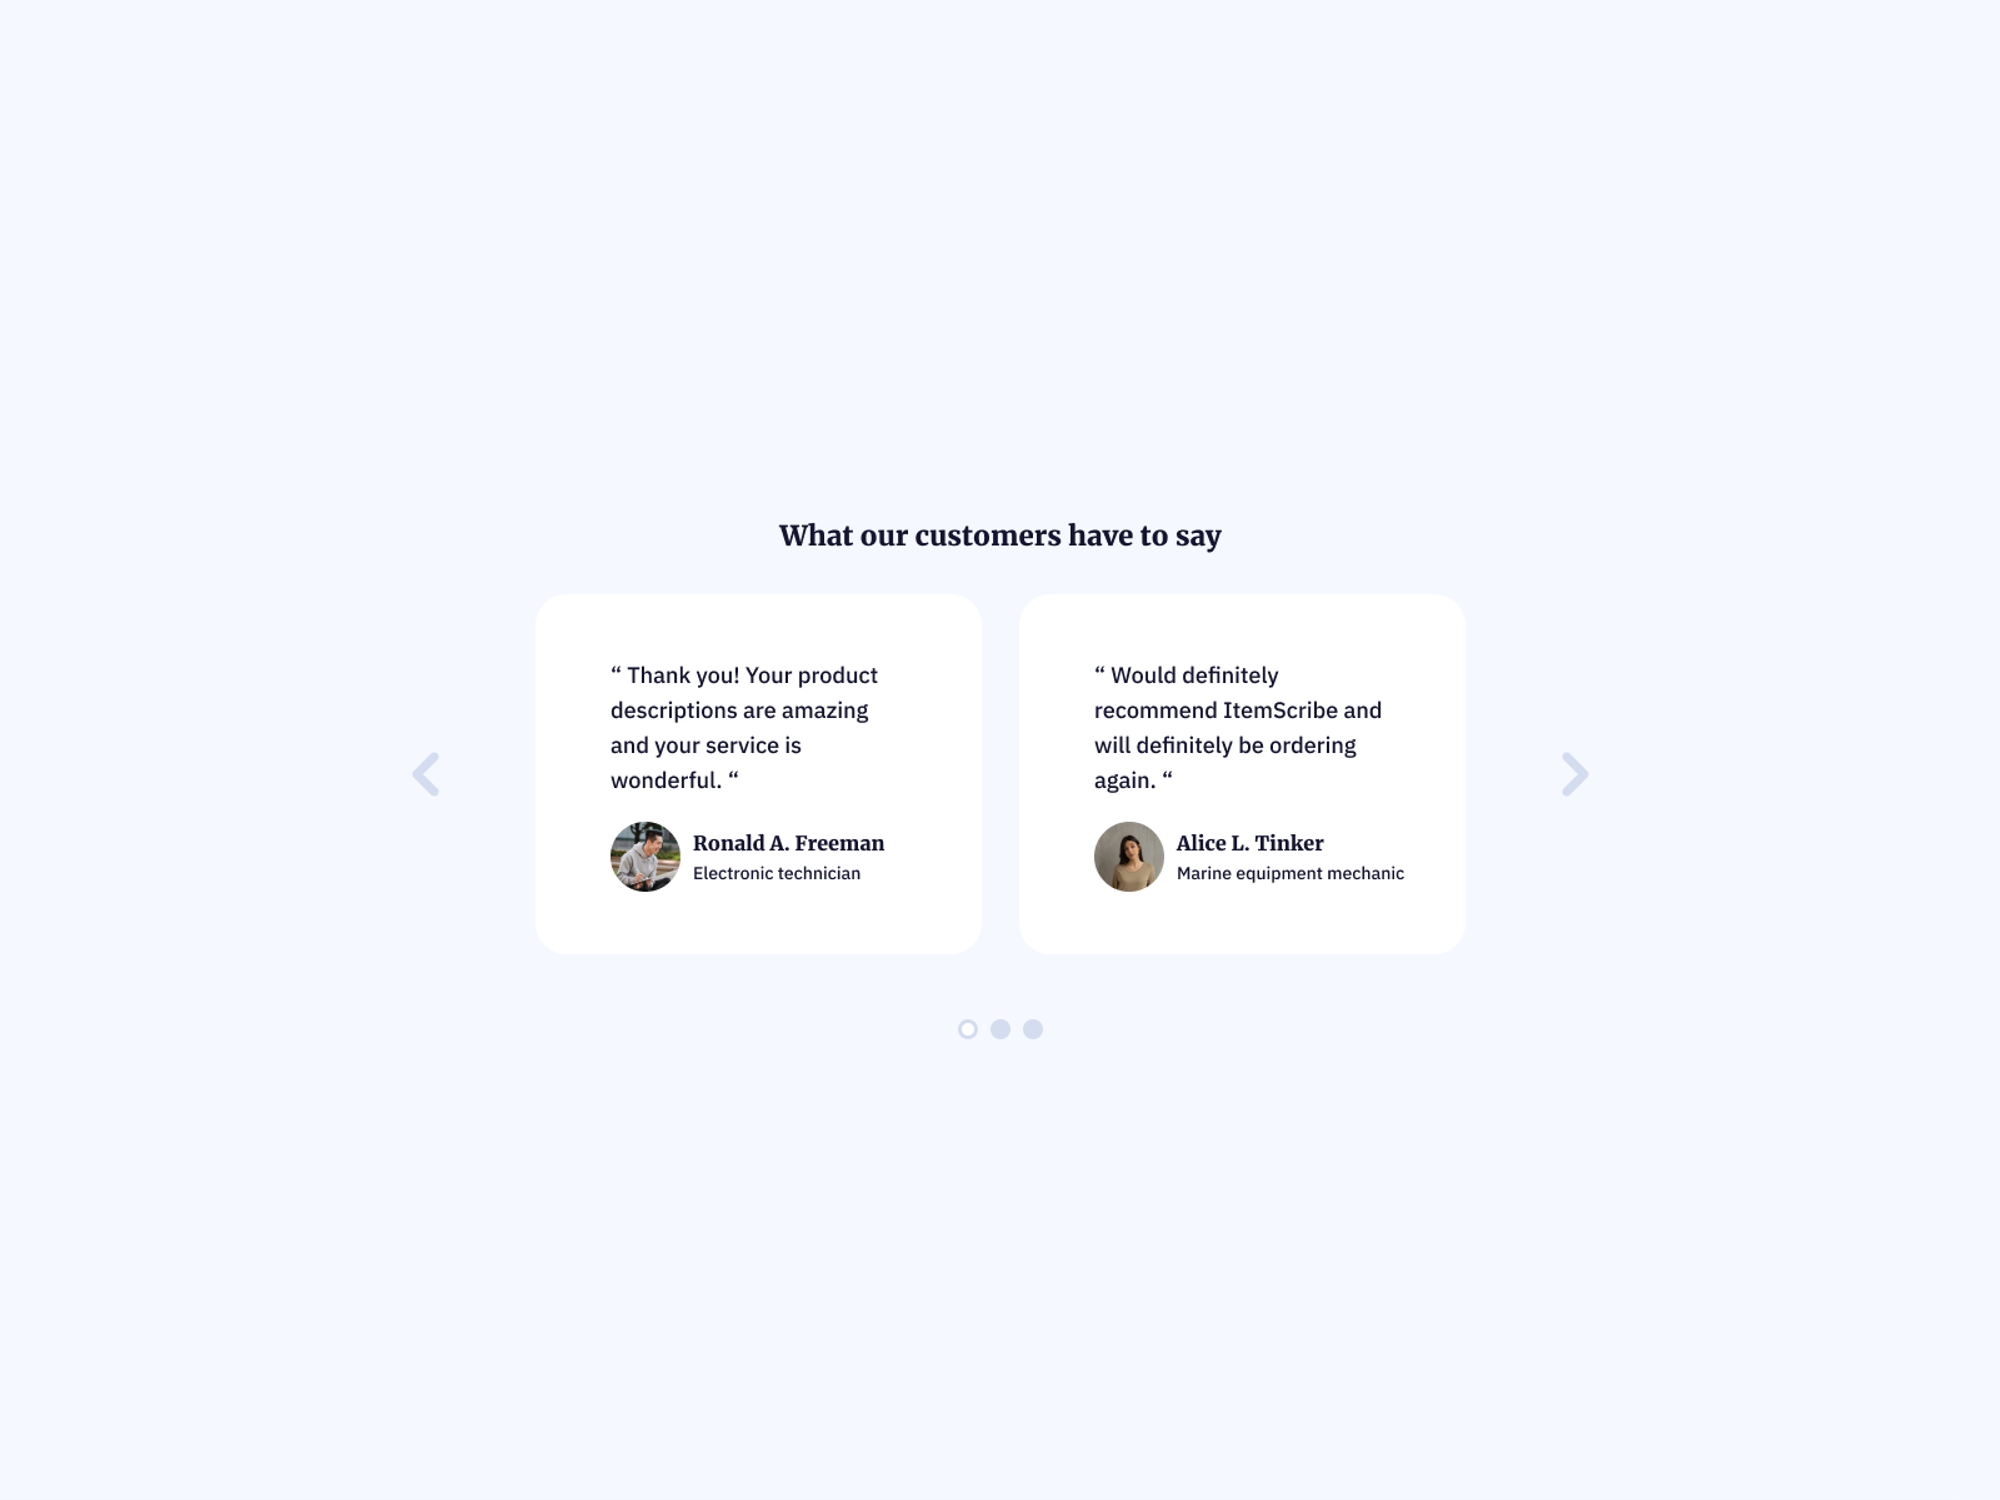 What our customers have to say
“ Thank you! Your product
descriptions are amazing
and your service is
wonderful. “
Ronald A. Freeman
Electronic technician
“ Would definitely
recommend ItemScribe and
will definitely be ordering
again. “
Alice L. Tinker
Marine equipment mechanic